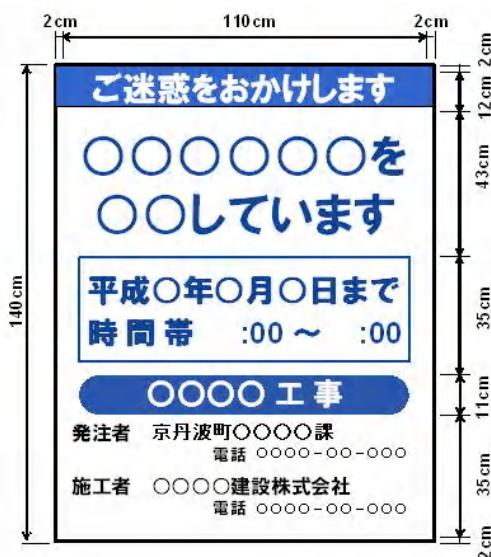 2cm 110cm 2cm
2cm
ご迷惑をおかけします
12cm
○○○○○○を
○○しています
43cm
140cm
平成○年○月○日まで
時間帯 :00 ～ :00
35cm
○○○○工事
11cm
発注者 京丹波町○○○○課
電話 ○○○○-○○-○○○
施工者 ○○○○建設株式会社
電話 ○○○○-○○-○○○
35cm
2cm